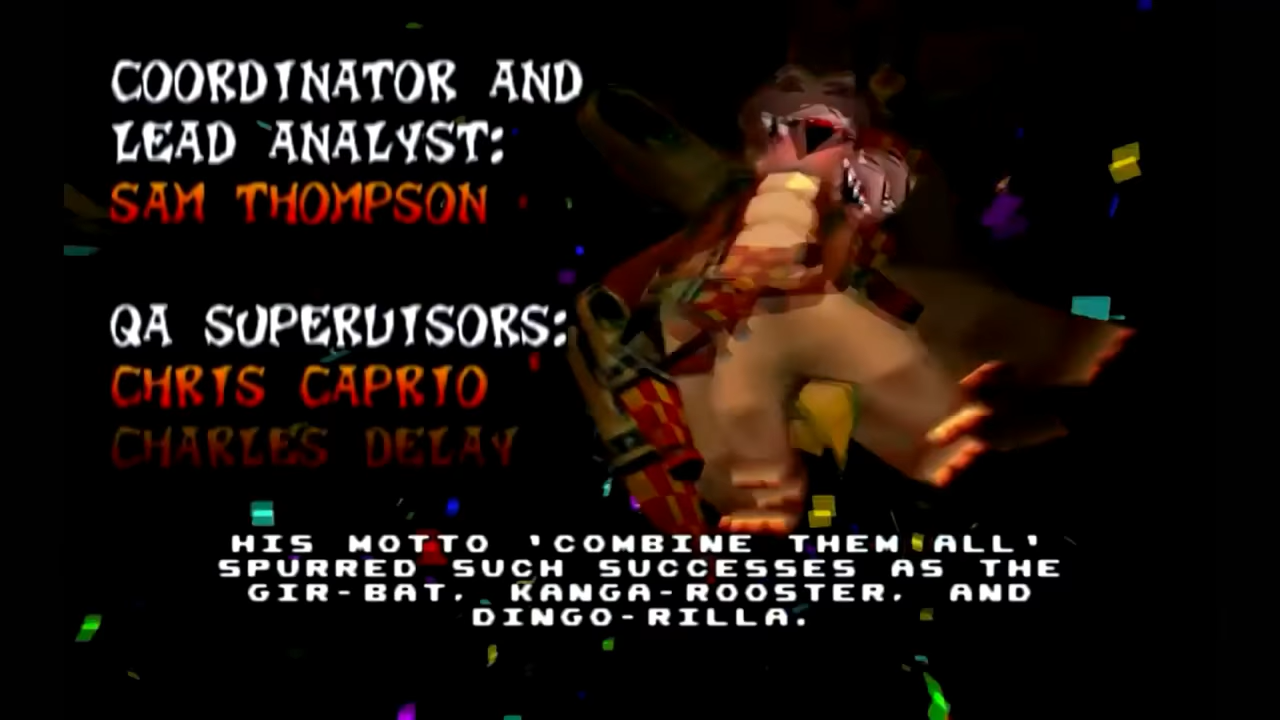 COORDINATOR AND
LEAD ANALYST:
SAM THOMPSON
QA SUPERVISORS:
CHRIS CAPRIO
CHARLES DELAY
HIS MOTTO 'COMBINE THEM ALL'
SPURRED SUCH SUCCESSES AS THE
GIR-BAT, KANGA-ROOSTER, AND
DINGO-RILLA.